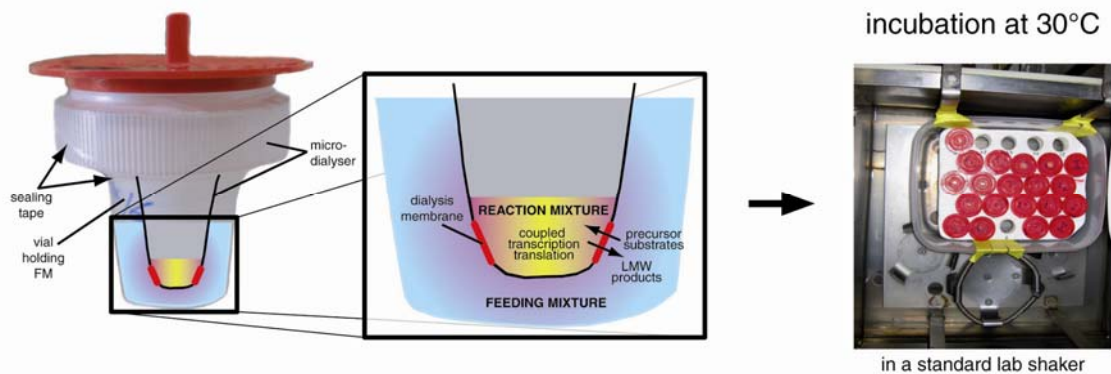 sealing
tape
vial
holding
FM
micro-
dialyser
dialysis
membrane
REACTION MIXTURE
coupled
transcription
translation
precursor
substrates
LMW
products
FEEDING MIXTURE
incubation at 30°C
in a standard lab shaker